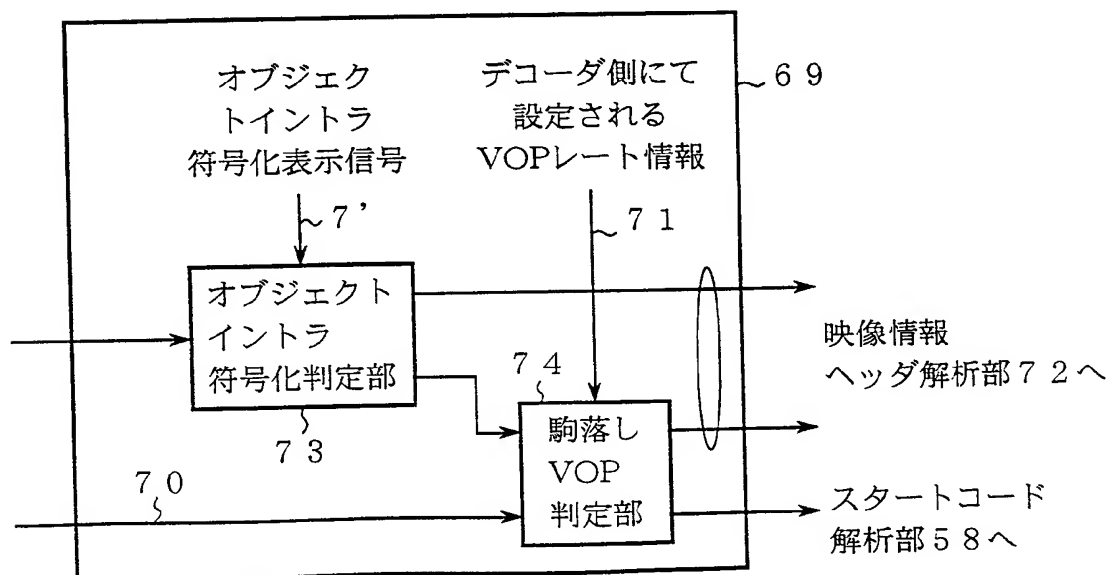 オブジェク
トイントラ
符号化表示信号
デコーダ側にて
設定される
VOPレート情報
６９
７’
７１
オブジェクト
イントラ
符号化判定部
７３
７４
駒落し
VOP
判定部
７０
映像情報
ヘッダ解析部７２へ
スタートコード
解析部５８へ